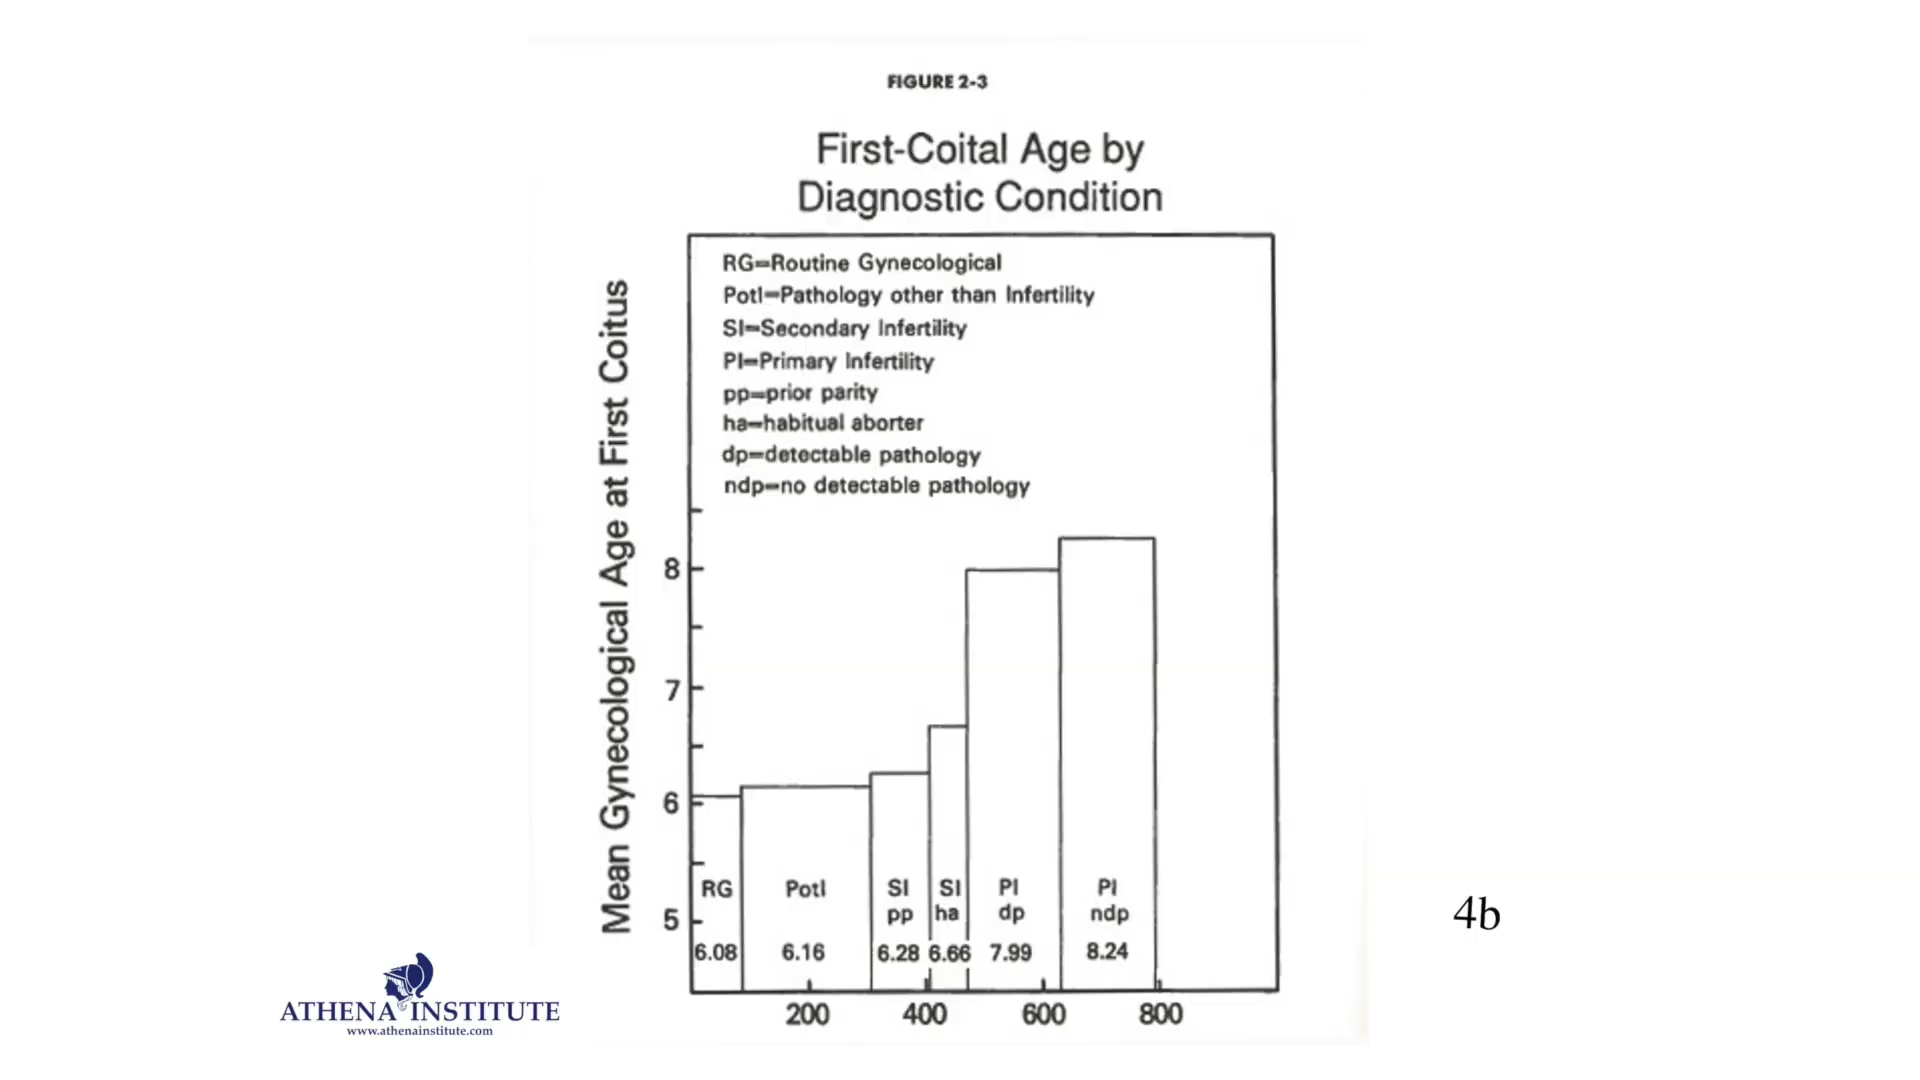 FIGURE 2-3
First-Coital Age by
Diagnostic Condition
RG=Routine Gynecological
Potl=Pathology other than Infertility
SI=Secondary Infertility
PI=Primary Infertility
pp=prior parity
ha=habitual aborter
dp=detectable pathology
ndp=no detectable pathology
Mean Gynecological Age at First Coitus
8
7
6
5
RG Potl SI SI PI PI
pp ha dp ndp
6.08 6.16 6.28 6.66 7.99 8.24
200 400 600 800
4b
ATHENA INSTITUTE
www.athenainstitute.com